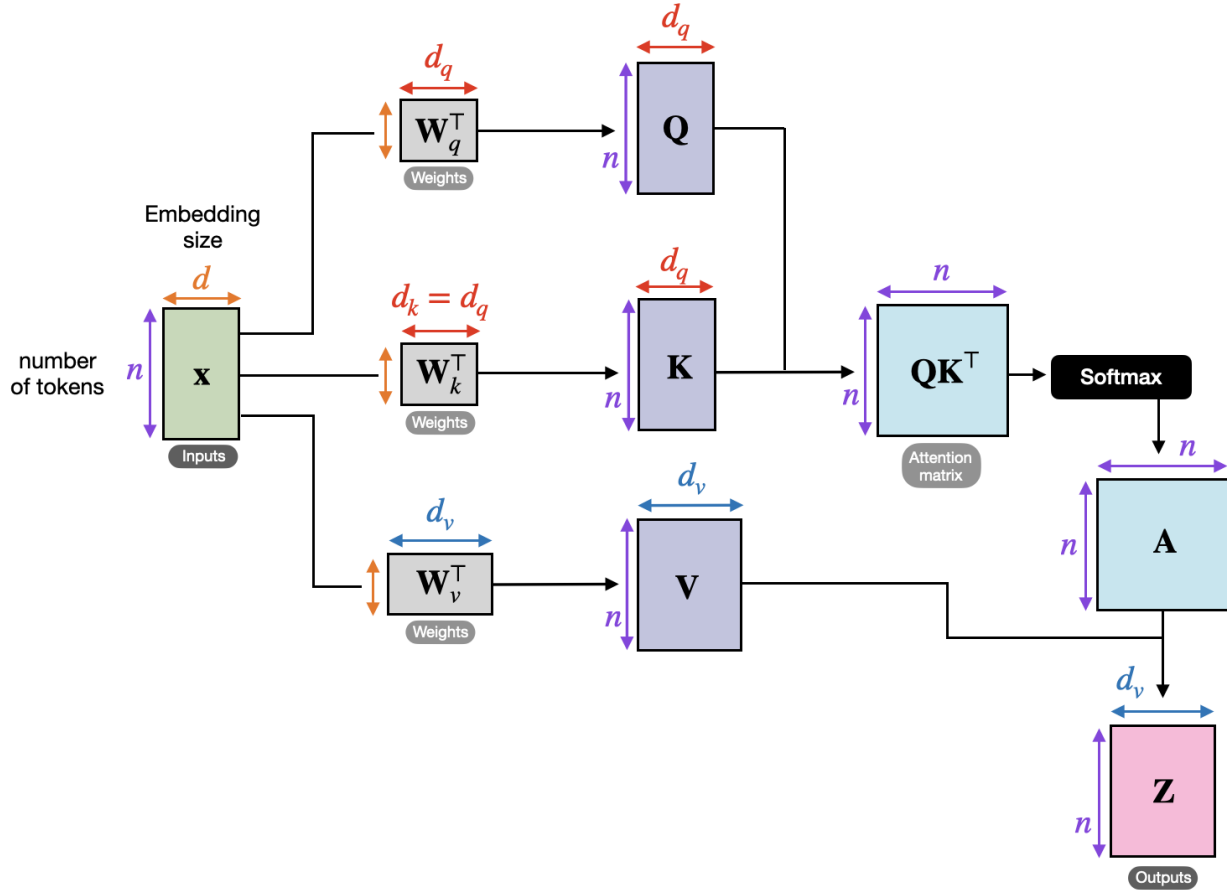 d_q
W_q^⊤
Weights
d_q
n
Q
Embedding
size
d
number
of tokens
n
x
Inputs
d_k = d_q
W_k^⊤
Weights
d_q
n
K
n
n
QK^⊤
Attention
matrix
Softmax
d_v
W_v^⊤
Weights
d_v
n
V
n
n
A
d_v
n
Z
Outputs